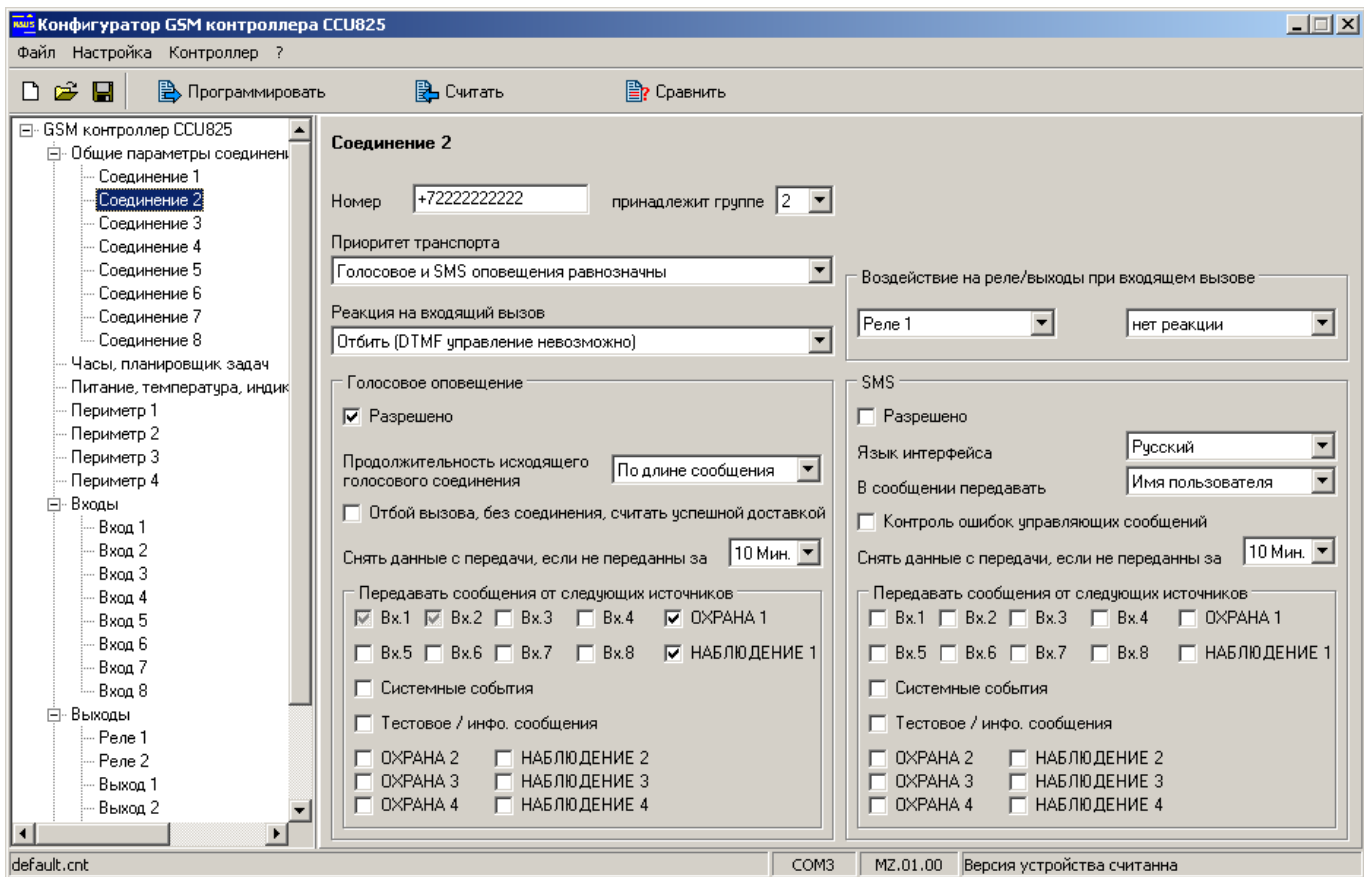 Конфигуратор GSM контроллера CCU825
Файл Настройка Контроллер ?
Программировать Считать Сравнить
GSM контроллер CCU825
Общие параметры соединен
Соединение 1
Соединение 2
Соединение 3
Соединение 4
Соединение 5
Соединение 6
Соединение 7
Соединение 8
Часы, планировщик задач
Питание, температура, индик
Периметр 1
Периметр 2
Периметр 3
Периметр 4
Входы
Вход 1
Вход 2
Вход 3
Вход 4
Вход 5
Вход 6
Вход 7
Вход 8
Выходы
Реле 1
Реле 2
Выход 1
Выход 2
Соединение 2
Номер +72222222222 принадлежит группе 2
Приоритет транспорта
Голосовое и SMS оповещения равнозначны
Реакция на входящий вызов
Отбить (DTMF управление невозможно)
Воздействие на реле/выходы при входящем вызове
Реле 1 нет реакции
Голосовое оповещение
Разрешено
Продолжительность исходящего
голосового соединения
По длине сообщения
Отбой вызова, без соединения, считать успешной доставкой
Снять данные с передачи, если не переданны за 10 Мин.
Передавать сообщения от следующих источников
Вх.1 Вх.2 Вх.3 Вх.4 ОХРАНА 1
Вх.5 Вх.6 Вх.7 Вх.8 НАБЛЮДЕНИЕ 1
Системные события
Тестовое / инфо. сообщения
ОХРАНА 2 НАБЛЮДЕНИЕ 2
ОХРАНА 3 НАБЛЮДЕНИЕ 3
ОХРАНА 4 НАБЛЮДЕНИЕ 4
SMS
Разрешено
Язык интерфейса Русский
В сообщении передавать Имя пользователя
Контроль ошибок управляющих сообщений
Снять данные с передачи, если не переданны за 10 Мин.
Передавать сообщения от следующих источников
Вх.1 Вх.2 Вх.3 Вх.4 ОХРАНА 1
Вх.5 Вх.6 Вх.7 Вх.8 НАБЛЮДЕНИЕ 1
Системные события
Тестовое / инфо. сообщения
ОХРАНА 2 НАБЛЮДЕНИЕ 2
ОХРАНА 3 НАБЛЮДЕНИЕ 3
ОХРАНА 4 НАБЛЮДЕНИЕ 4
default.cnt COM3 MZ.01.00 Версия устройства считанна